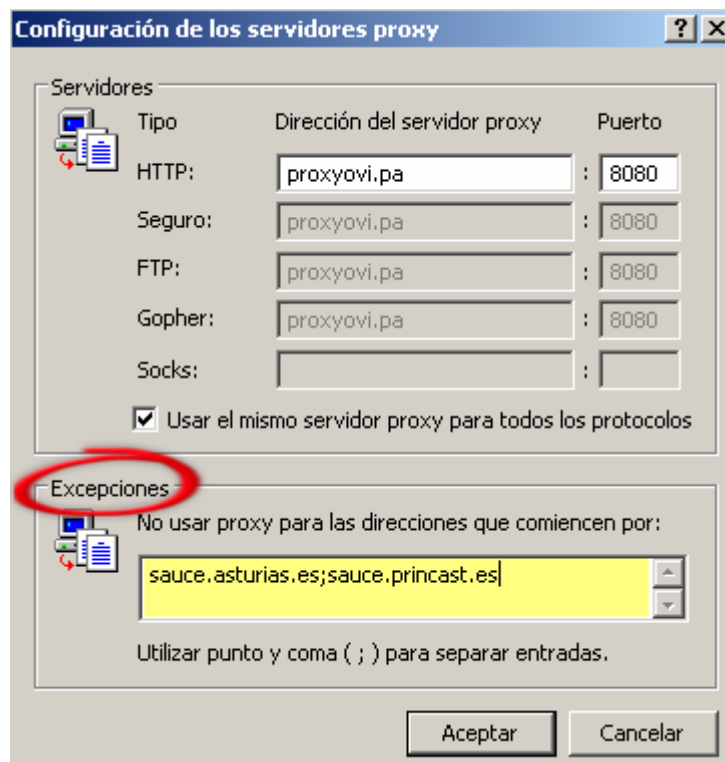 Configuración de los servidores proxy
Servidores
Tipo Dirección del servidor proxy Puerto
HTTP: proxyovi.pa : 8080
Seguro: proxyovi.pa : 8080
FTP: proxyovi.pa : 8080
Gopher: proxyovi.pa : 8080
Socks: :
Usar el mismo servidor proxy para todos los protocolos
Excepciones
No usar proxy para las direcciones que comiencen por:
sauce.asturias.es;sauce.princast.es
Utilizar punto y coma ( ; ) para separar entradas.
Aceptar Cancelar